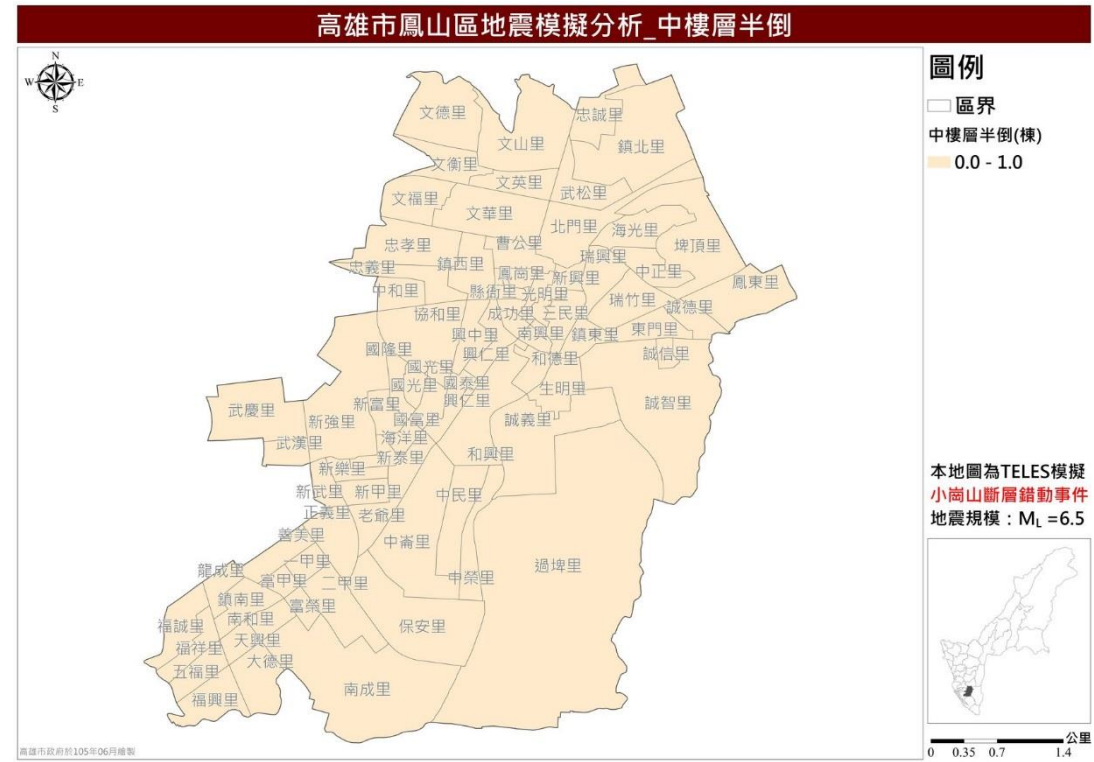 高雄市鳳山區地震模擬分析_中樓層半倒
N
W
E
S
文德里
忠誠里
文山里
鎮北里
文衡里
文英里
武松里
文福里
文華里
北門里
海光里
忠孝里
曹公里
埤頂里
瑞興里
忠義里
鎮西里
鳳崗里
新興里
中正里
鳳東里
中和里
縣衙里
光明里
瑞竹里
誠德里
協和里
成功里
三民里
興中里
南興里
鎮東里
東門里
國隆里
興仁里
和德里
誠信里
國光里
國光里
國泰里
生明里
武慶里
新富里
興仁里
誠智里
新強里
國富里
誠義里
武漢里
海洋里
新泰里
和興里
新樂里
新武里
新甲里
中民里
正義里
老爺里
善美里
中崙里
一甲里
過埤里
龍成里
富甲里
二甲里
中榮里
鎮南里
富榮里
南和里
福誠里
保安里
天興里
福祥里
大德里
五福里
南成里
福興里
高雄市政府於105年06月繪製
圖例
區界
中樓層半倒(棟)
0.0 - 1.0
本地圖為TELES模擬
小崗山斷層錯動事件
地震規模：ML =6.5
公里
0 0.35 0.7 1.4